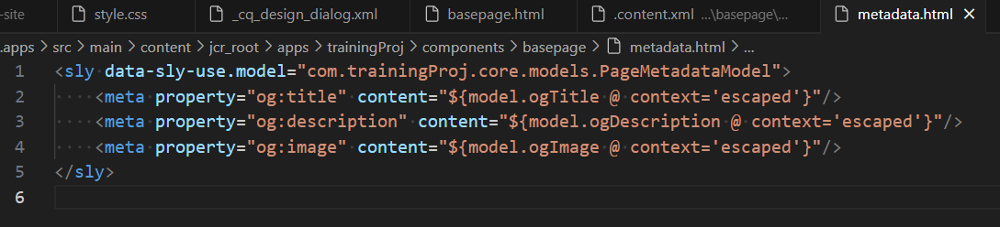 -site style.css _cq_design_dialog.xml basepage.html .content.xml ...\basepage\... metadata.html
.apps > src > main > content > jcr_root > apps > trainingProj > components > basepage > metadata.html > ...
1 <sly data-sly-use.model="com.trainingProj.core.models.PageMetadataModel">
2 <meta property="og:title" content="${model.ogTitle @ context='escaped'}"/>
3 <meta property="og:description" content="${model.ogDescription @ context='escaped'}"/>
4 <meta property="og:image" content="${model.ogImage @ context='escaped'}"/>
5 </sly>
6